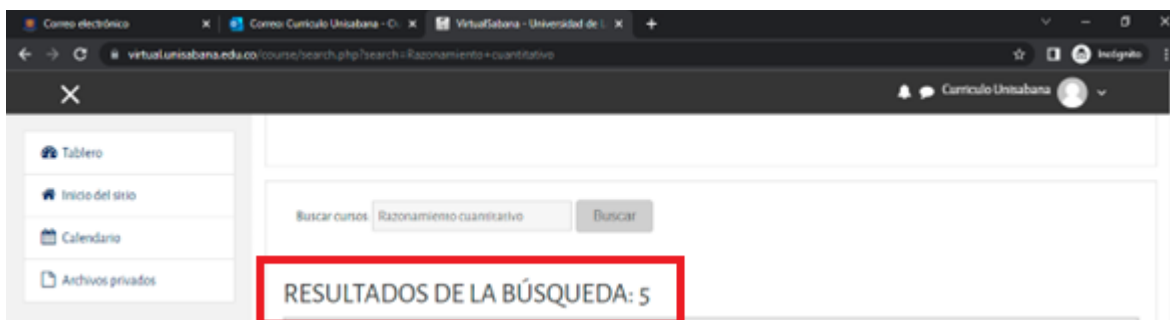 Correo electrónico
Correo: Currículo Unisabana - O
VirtualSabana - Universidad de L
virtual.unisabana.edu.co/course/search.php?search=Razonamiento+cuantitativo
Incógnito
Curriculo Unisabana
Tablero
Inicio del sitio
Calendario
Archivos privados
Buscar cursos
Razonamiento cuantitativo
Buscar
RESULTADOS DE LA BÚSQUEDA: 5